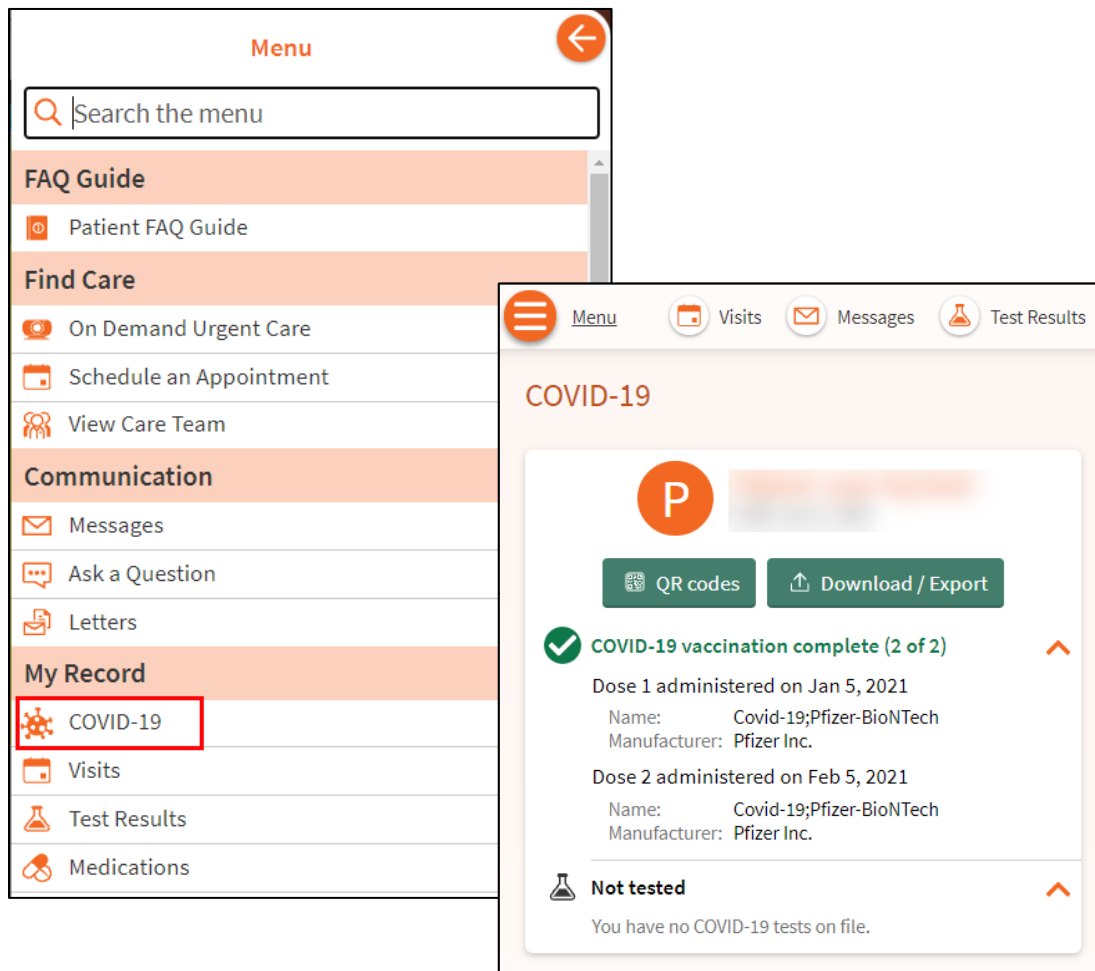 Menu
Search the menu
FAQ Guide
Patient FAQ Guide
Find Care
On Demand Urgent Care
Schedule an Appointment
View Care Team
Communication
Messages
Ask a Question
Letters
My Record
COVID-19
Visits
Test Results
Medications
Menu Visits Messages Test Results
COVID-19
P
QR codes Download / Export
COVID-19 vaccination complete (2 of 2)
Dose 1 administered on Jan 5, 2021
Name: Covid-19;Pfizer-BioNTech
Manufacturer: Pfizer Inc.
Dose 2 administered on Feb 5, 2021
Name: Covid-19;Pfizer-BioNTech
Manufacturer: Pfizer Inc.
Not tested
You have no COVID-19 tests on file.